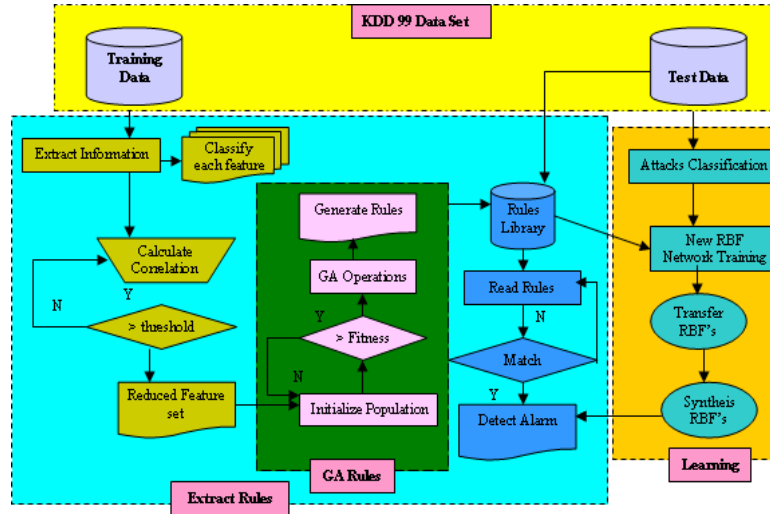 KDD 99 Data Set
Training
Data
Test Data
Extract Information
Classify
each feature
Attacks Classification
Generate Rules
Rules
Library
Calculate
Correlation
New RBF
Network Training
GA Operations
Read Rules
N
Y
N
Y
Transfer
RBF's
> threshold
> Fitness
Match
N
Y
Reduced Feature
set
Initialize Population
Detect Alarm
Syntheis
RBF's
GA Rules
Learning
Extract Rules